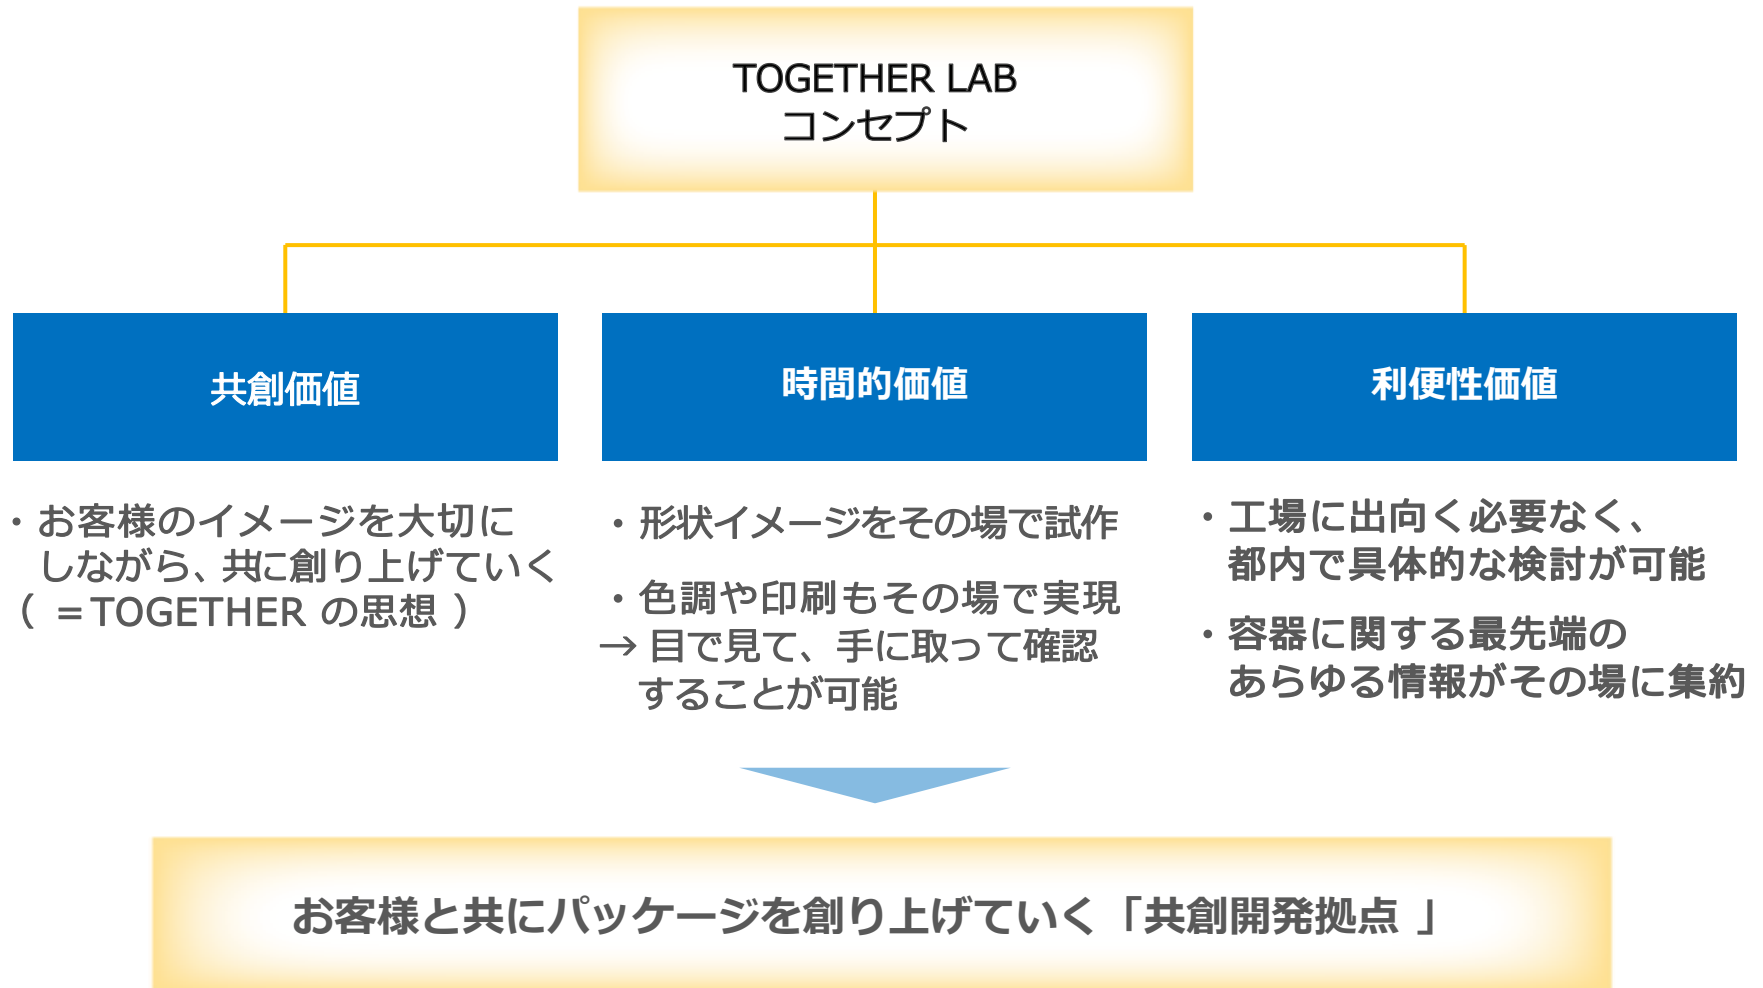 TOGETHER LAB
コンセプト
共創価値
・お客様のイメージを大切に
しながら、共に創り上げていく
（ ＝TOGETHER の思想 ）
時間的価値
・形状イメージをその場で試作
・色調や印刷もその場で実現
→ 目で見て、手に取って確認
することが可能
利便性価値
・工場に出向く必要なく、
都内で具体的な検討が可能
・容器に関する最先端の
あらゆる情報がその場に集約
お客様と共にパッケージを創り上げていく「共創開発拠点 」